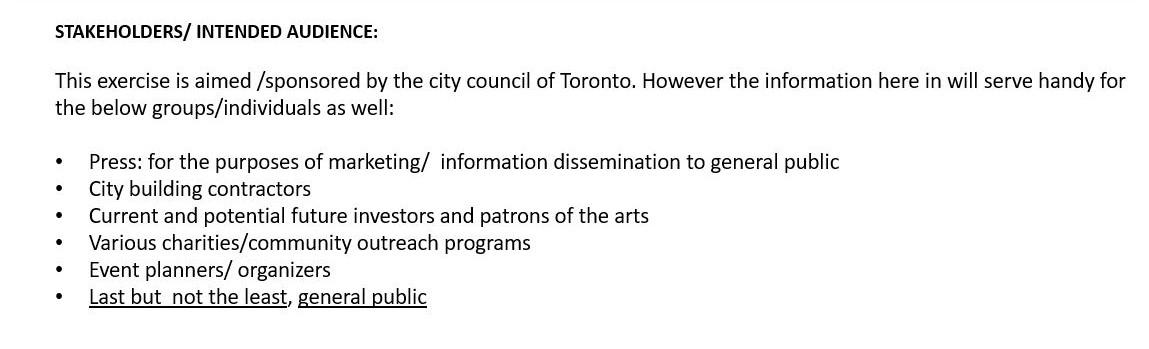 STAKEHOLDERS/ INTENDED AUDIENCE:
This exercise is aimed /sponsored by the city council of Toronto. However the information here in will serve handy for
the below groups/individuals as well:
• Press: for the purposes of marketing/  information dissemination to general public
• City building contractors
• Current and potential future investors and patrons of the arts
• Various charities/community outreach programs
• Event planners/ organizers
• Last but  not the least, general public